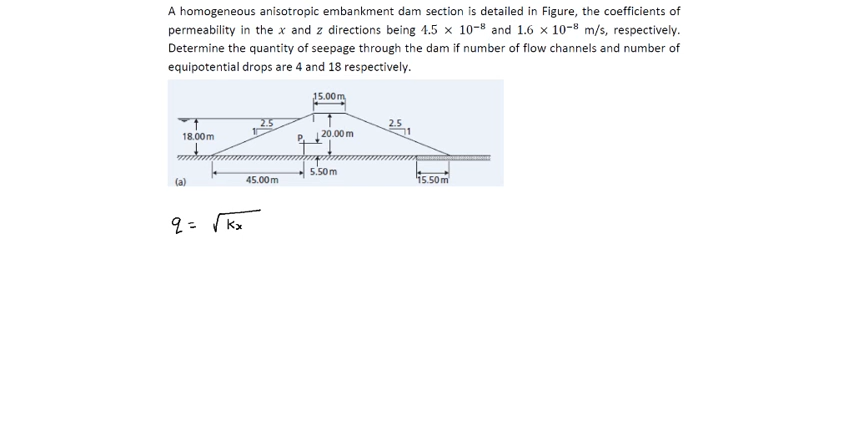 A homogeneous anisotropic embankment dam section is detailed in Figure, the coefficients of
permeability in the x and z directions being 4.5 × 10⁻⁸ and 1.6 × 10⁻⁸ m/s, respectively.
Determine the quantity of seepage through the dam if number of flow channels and number of
equipotential drops are 4 and 18 respectively.
15.00m
2.5
1
2.5
1
18.00m
P
20.00m
5.50m
45.00m
15.50m
(a)
q = √kx